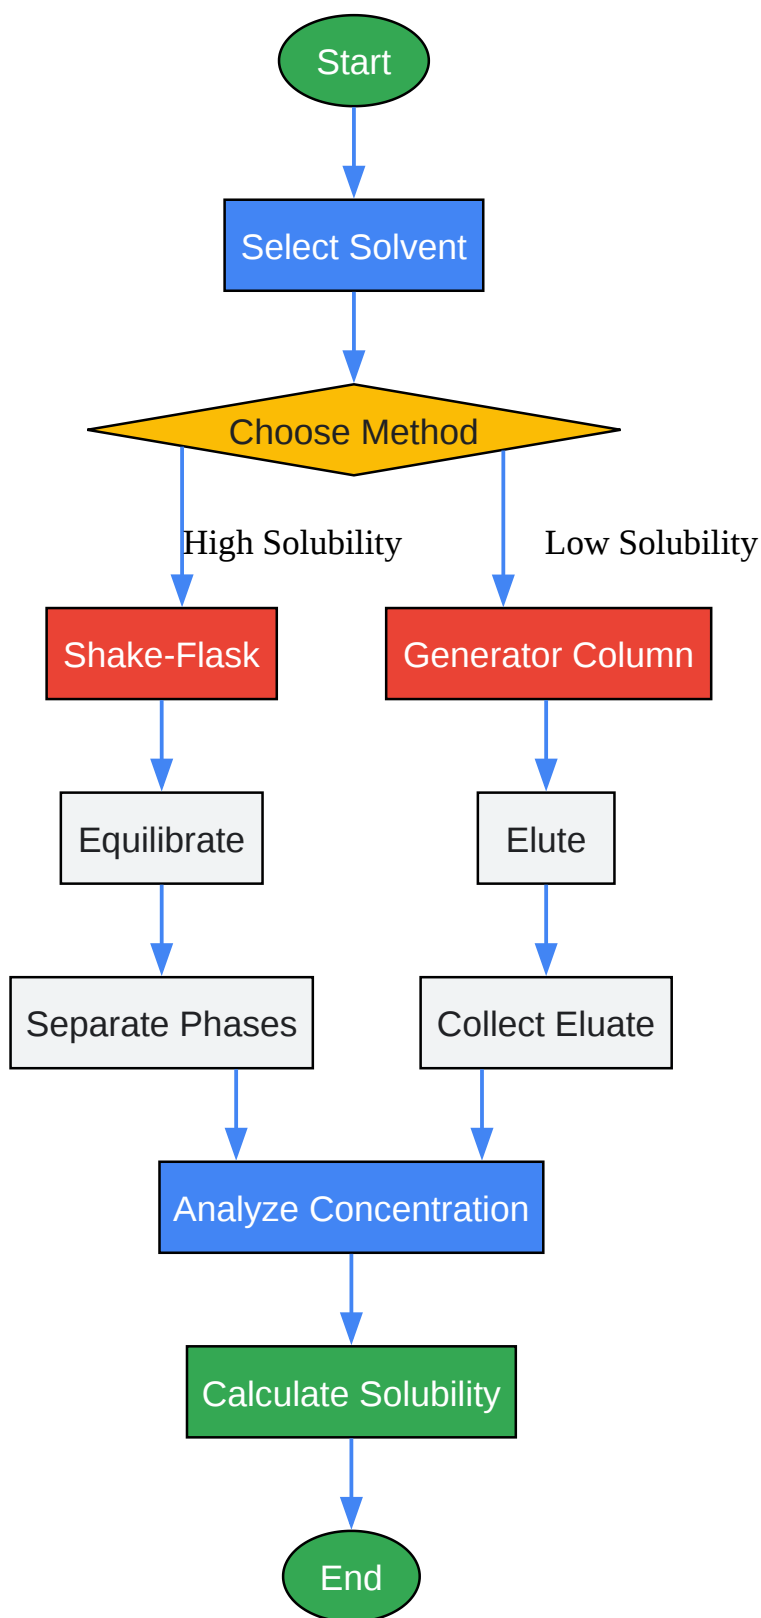 Start
Select Solvent
Choose Method
High Solubility
Low Solubility
Shake-Flask
Generator Column
Equilibrate
Elute
Separate Phases
Collect Eluate
Analyze Concentration
Calculate Solubility
End